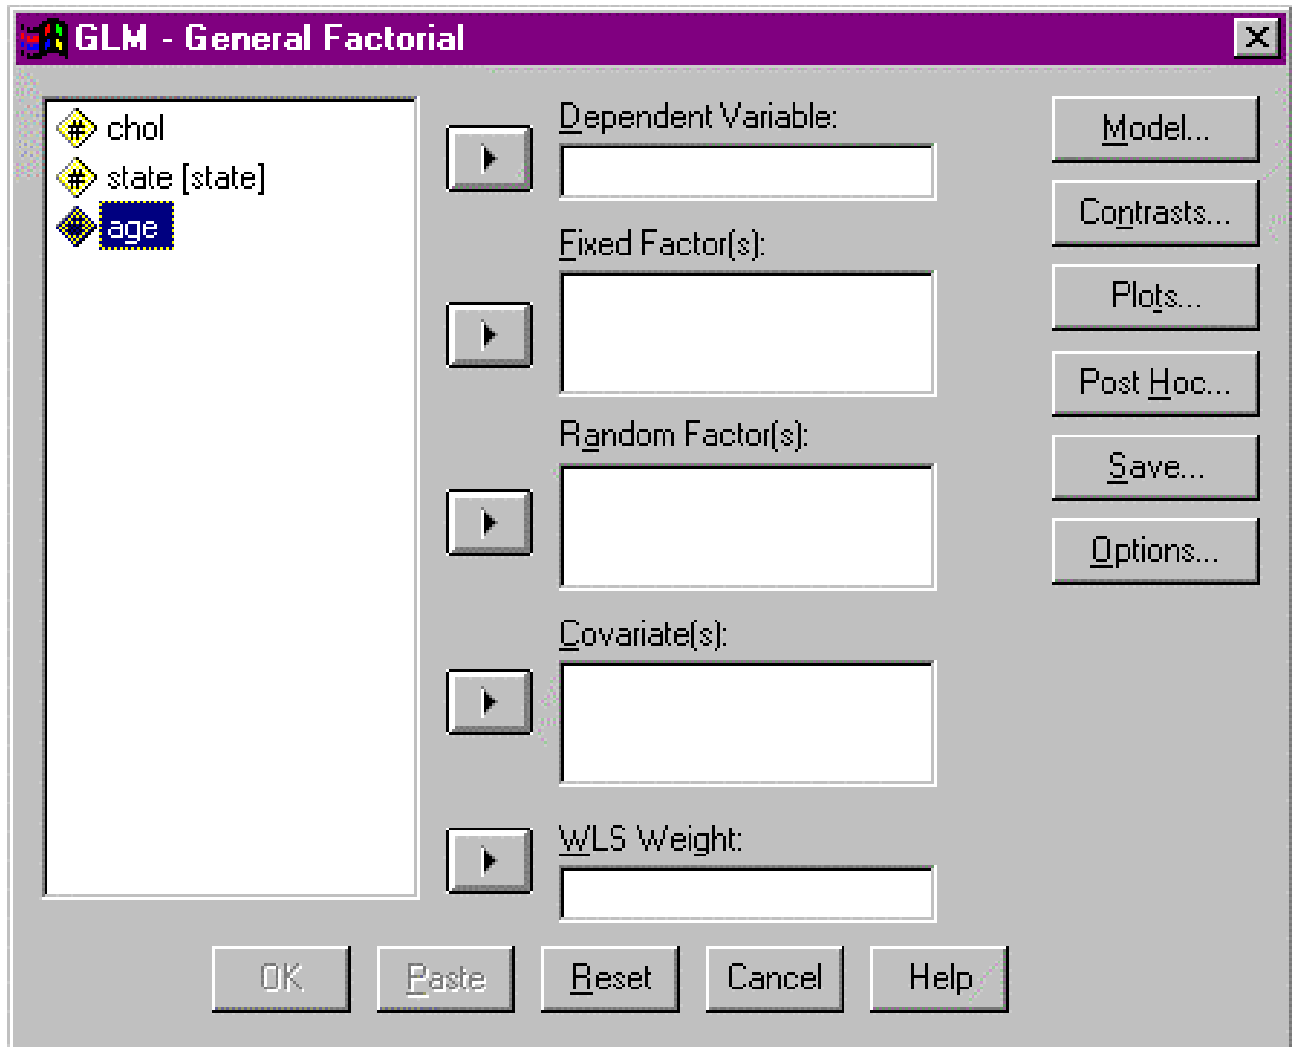 GLM - General Factorial
chol
state [state]
age
Dependent Variable:
Fixed Factor(s):
Random Factor(s):
Covariate(s):
WLS Weight:
Model...
Contrasts...
Plots...
Post Hoc...
Save...
Options...
OK
Paste
Reset
Cancel
Help